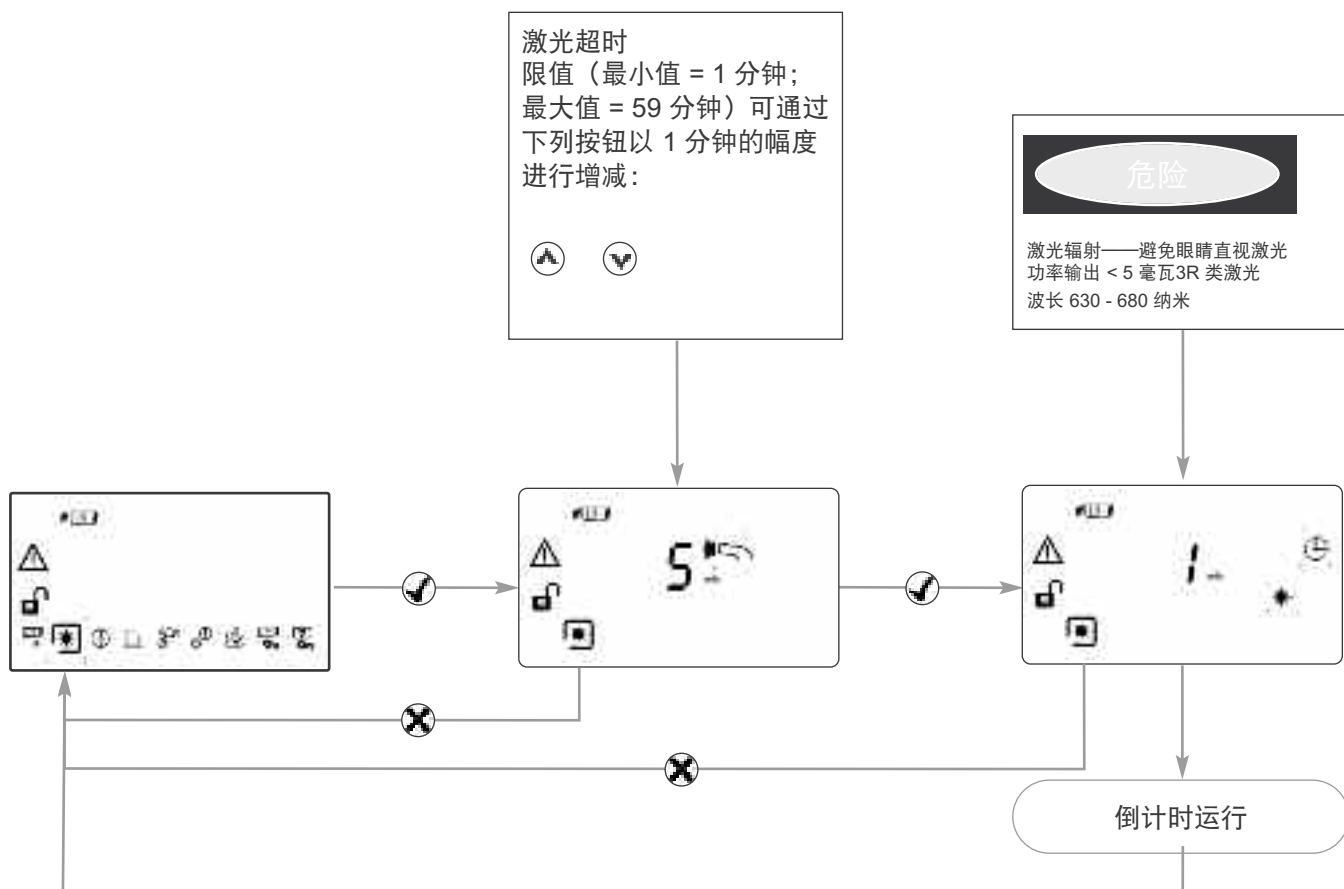 激光超时
限值（最小值 = 1 分钟；
最大值 = 59 分钟）可通过
下列按钮以 1 分钟的幅度
进行增减：
危险
激光辐射——避免眼睛直视激光
功率输出 < 5 毫瓦3R 类激光
波长 630 - 680 纳米
5
1
倒计时运行